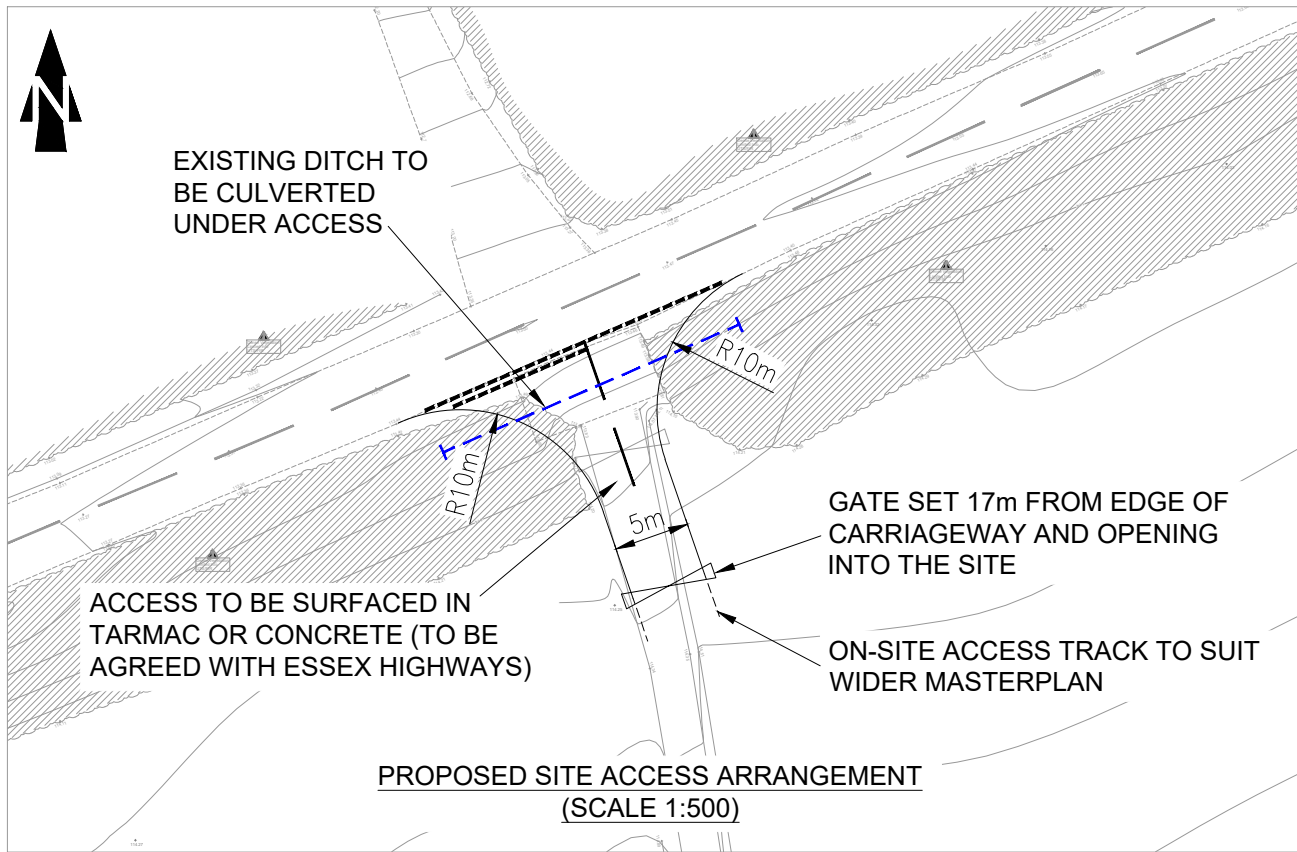 N
EXISTING DITCH TO
BE CULVERTED
UNDER ACCESS
R10m
R10m
5m
GATE SET 17m FROM EDGE OF
CARRIAGEWAY AND OPENING
INTO THE SITE
ACCESS TO BE SURFACED IN
TARMAC OR CONCRETE (TO BE
AGREED WITH ESSEX HIGHWAYS)
ON-SITE ACCESS TRACK TO SUIT
WIDER MASTERPLAN
PROPOSED SITE ACCESS ARRANGEMENT
(SCALE 1:500)